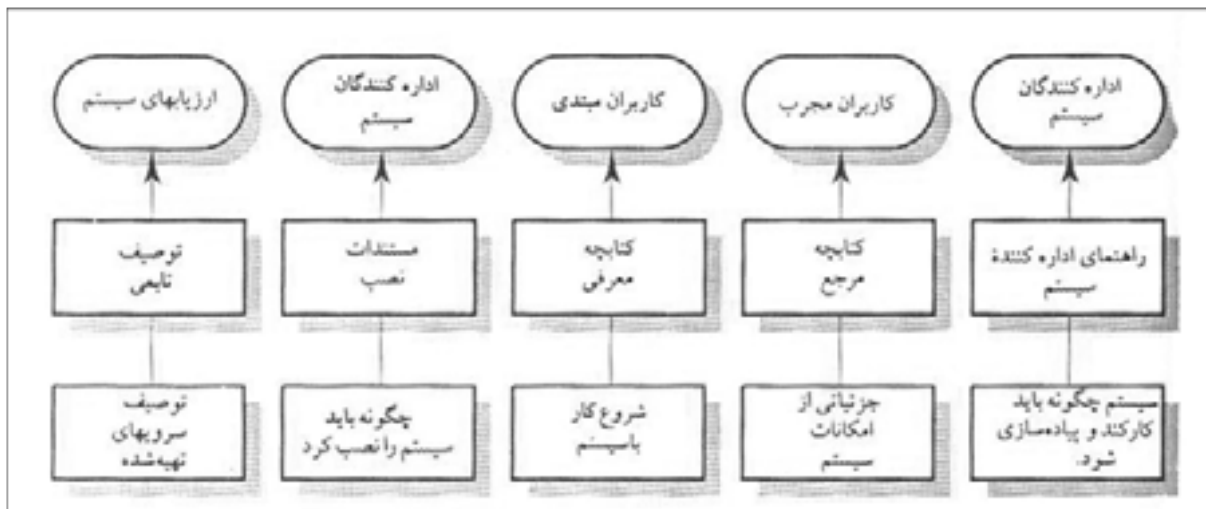 اداره کنندگان
سیستم
کاربران مجرب
کاربران مبتدی
اداره کنندگان
سیستم
ارزیابهای سیستم
راهنمای اداره کنندهٔ
سیستم
کتابچه
مرجع
کتابچه
معرفی
مستندات
نصب
توصیف
تابعی
سیستم چگونه باید
کارکند و پیاده‌سازی
شود.
جزئیاتی از
امکانات
سیستم
شروع کار
باسیستم
چگونه باید
سیستم را نصب کرد
توصیف
سرویهای
تهیه‌شده